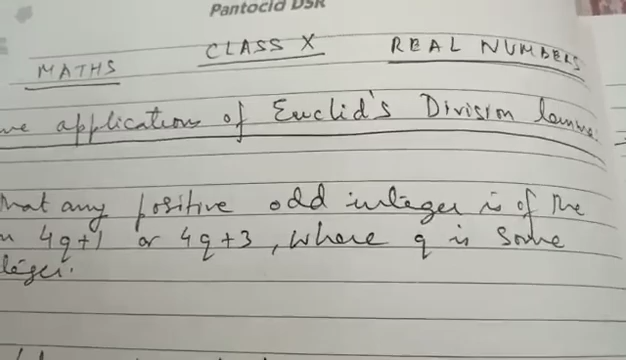 Pantocid DSR
MATHS CLASS X REAL NUMBERS
applications of Euclid's Division lemma.
that any positive odd integer is of the
4q+1 or 4q+3, where q is some